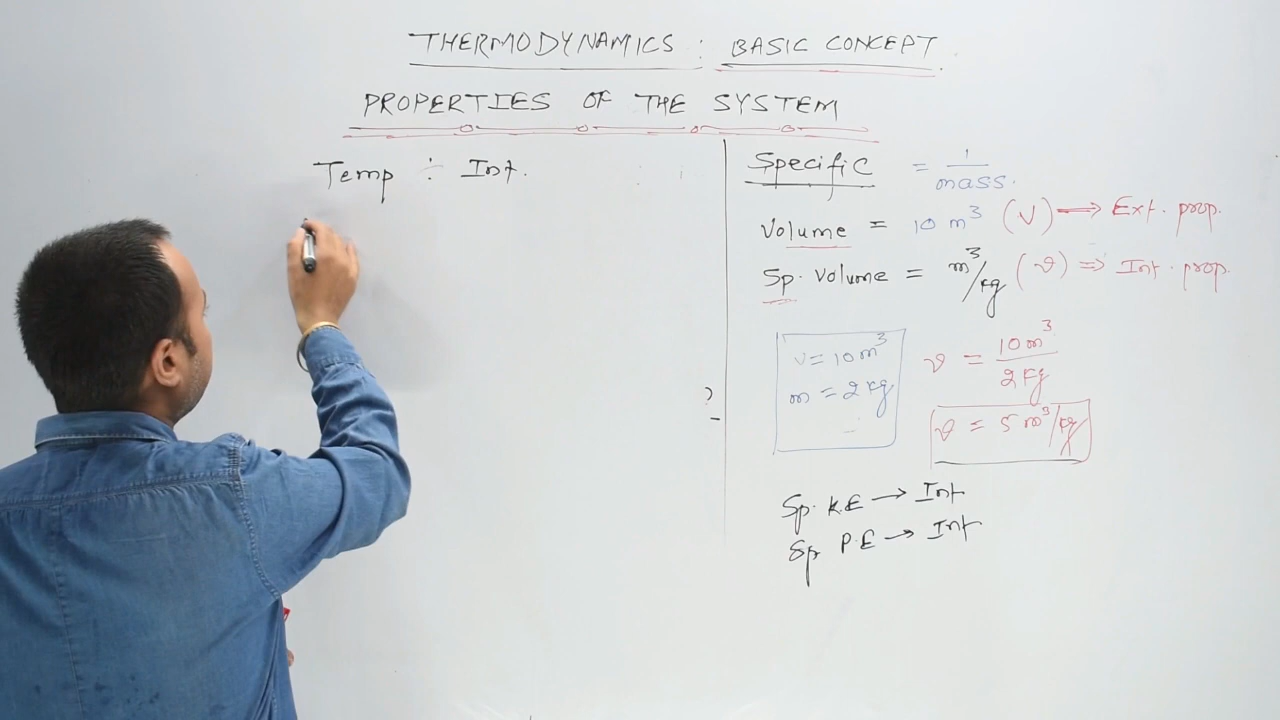 THERMODYNAMICS : BASIC CONCEPT.
PROPERTIES OF THE SYSTEM
Temp ÷ Int.
Specific = 1/mass.
Volume = 10 m³ (V) ⟹ Ext. prop.
Sp. Volume = m³/kg (v) ⟹ Int. prop.
v = 10 m³
m = 2 kg
v = 10 m³/2 kg
v = 5 m³/kg
?
Sp. K.E → Int
Sp P.E → Int